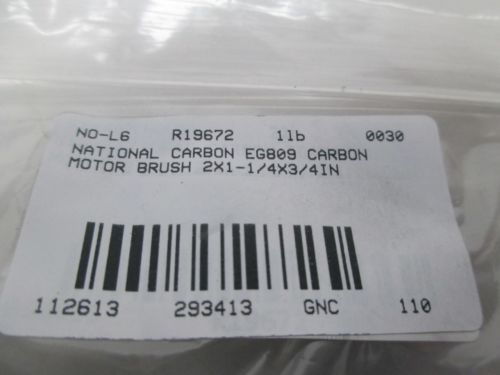 NO-L6 R19672 1lb 0030
NATIONAL CARBON EG809 CARBON
MOTOR BRUSH 2X1-1/4X3/4IN
112613 293413 GNC 110